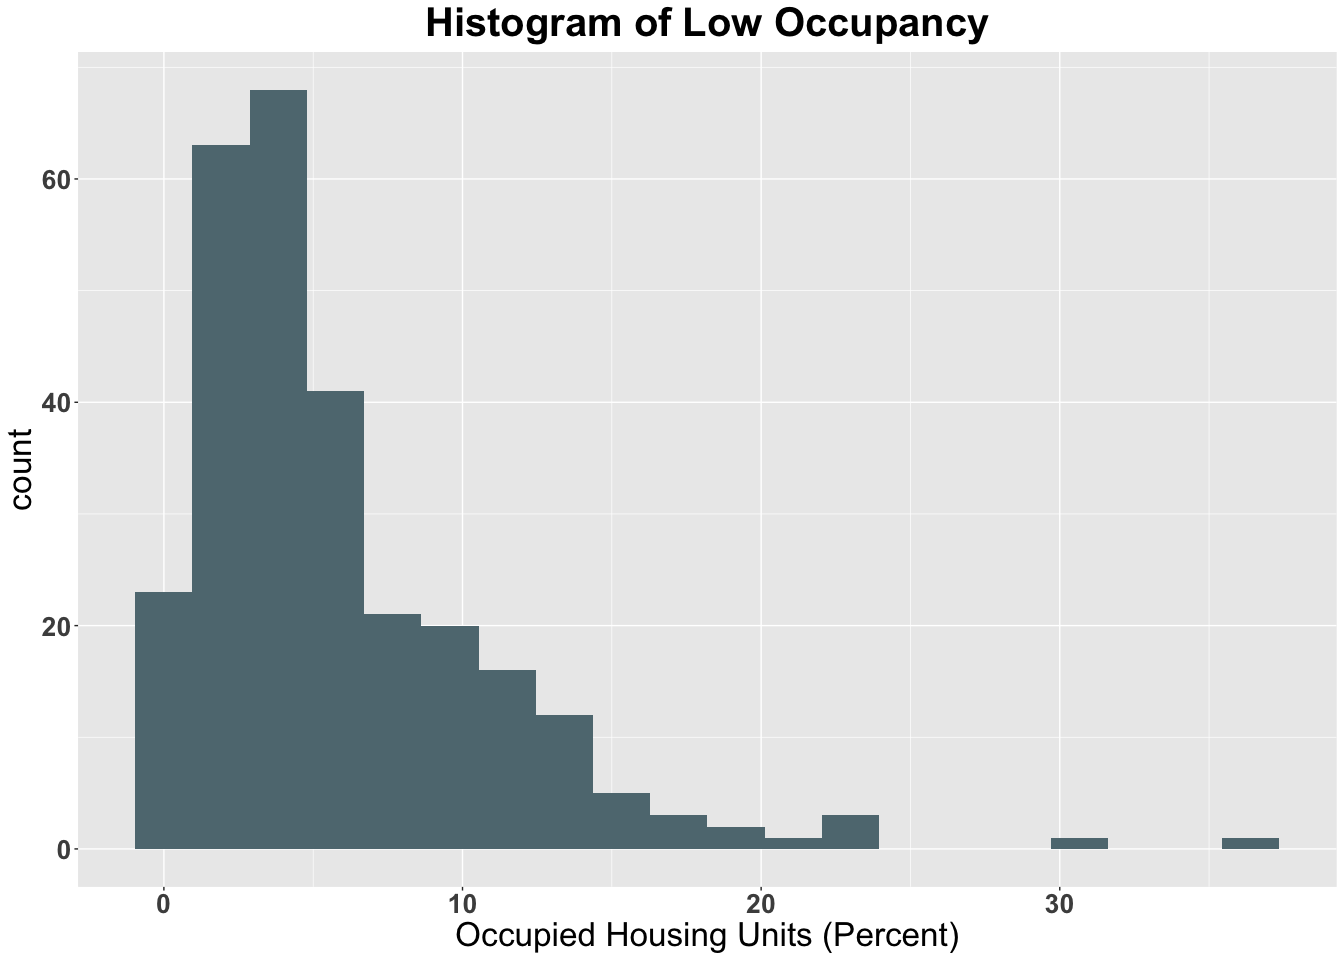 Histogram of Low Occupancy
60
40
20
0
count
0 10 20 30
Occupied Housing Units (Percent)